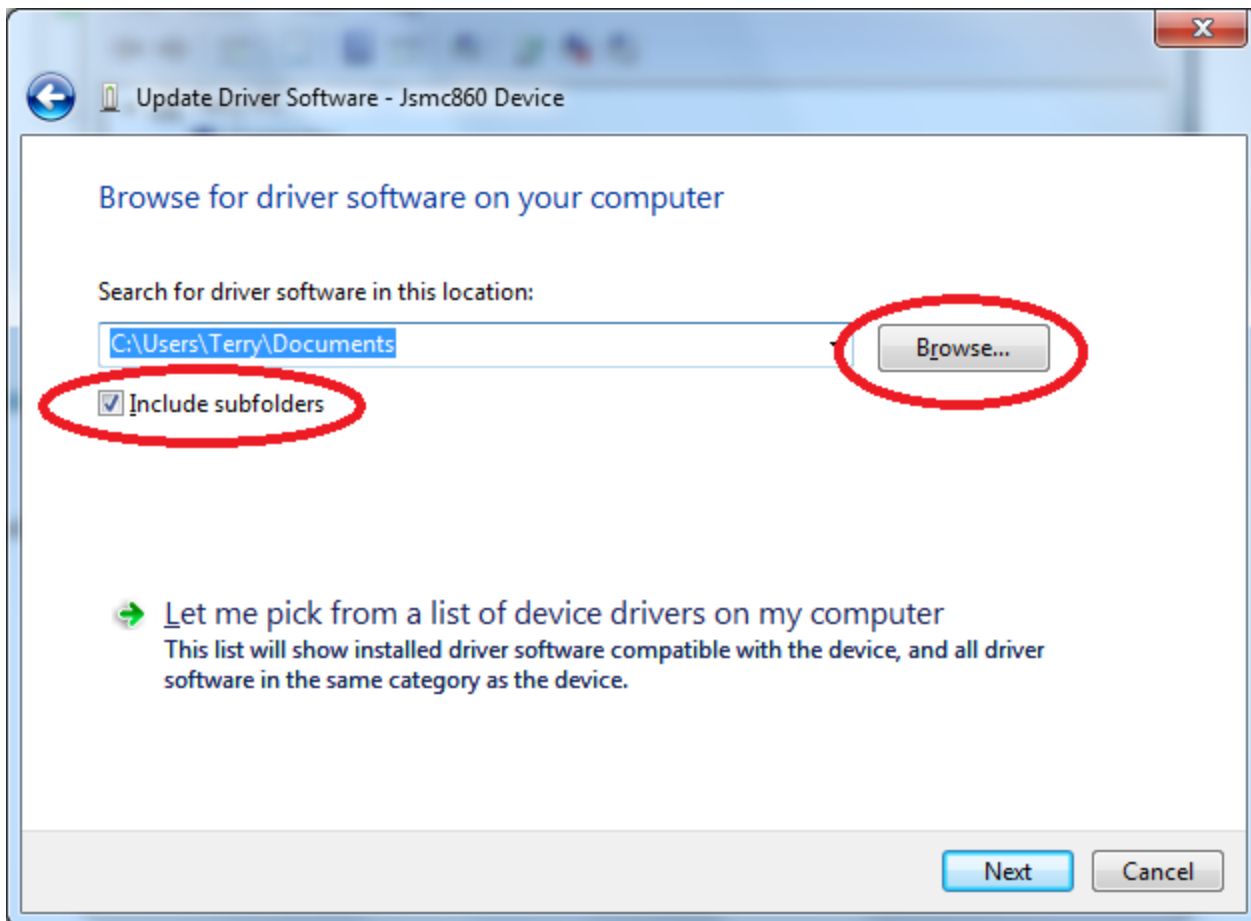 Update Driver Software - Jsmc860 Device
Browse for driver software on your computer
Search for driver software in this location:
C:\Users\Terry\Documents
Browse...
Include subfolders
Let me pick from a list of device drivers on my computer
This list will show installed driver software compatible with the device, and all driver
software in the same category as the device.
Next
Cancel